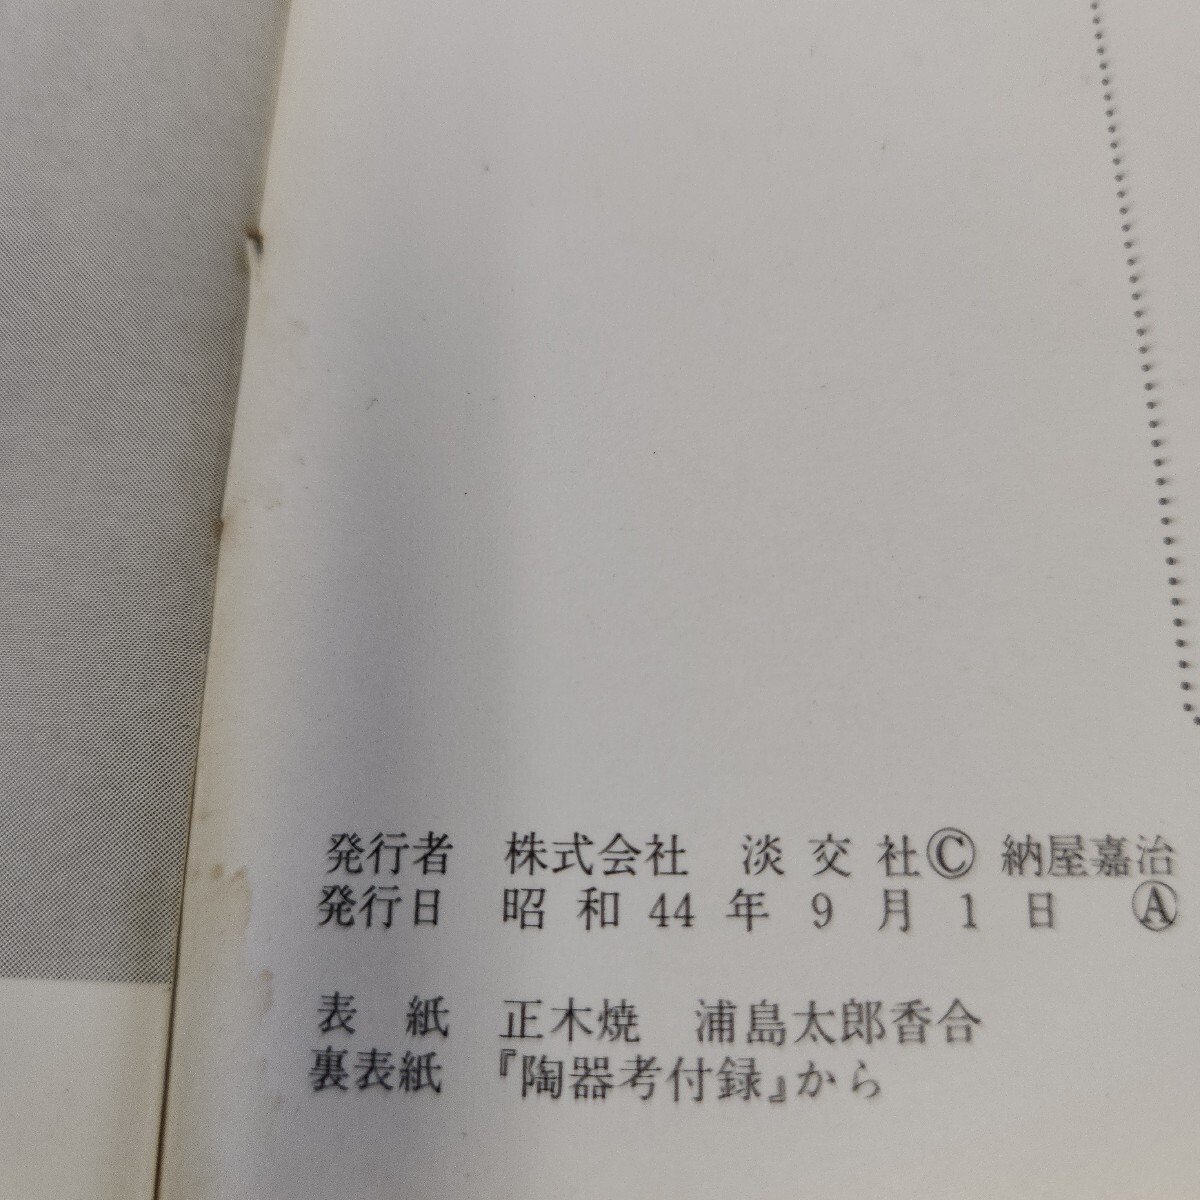 発行者 株式会社 淡交社 Ⓒ 納屋嘉治
発行日 昭和44年9月1日 Ⓐ
表紙 正木焼 浦島太郎香合
裏表紙 『陶器考付録』から